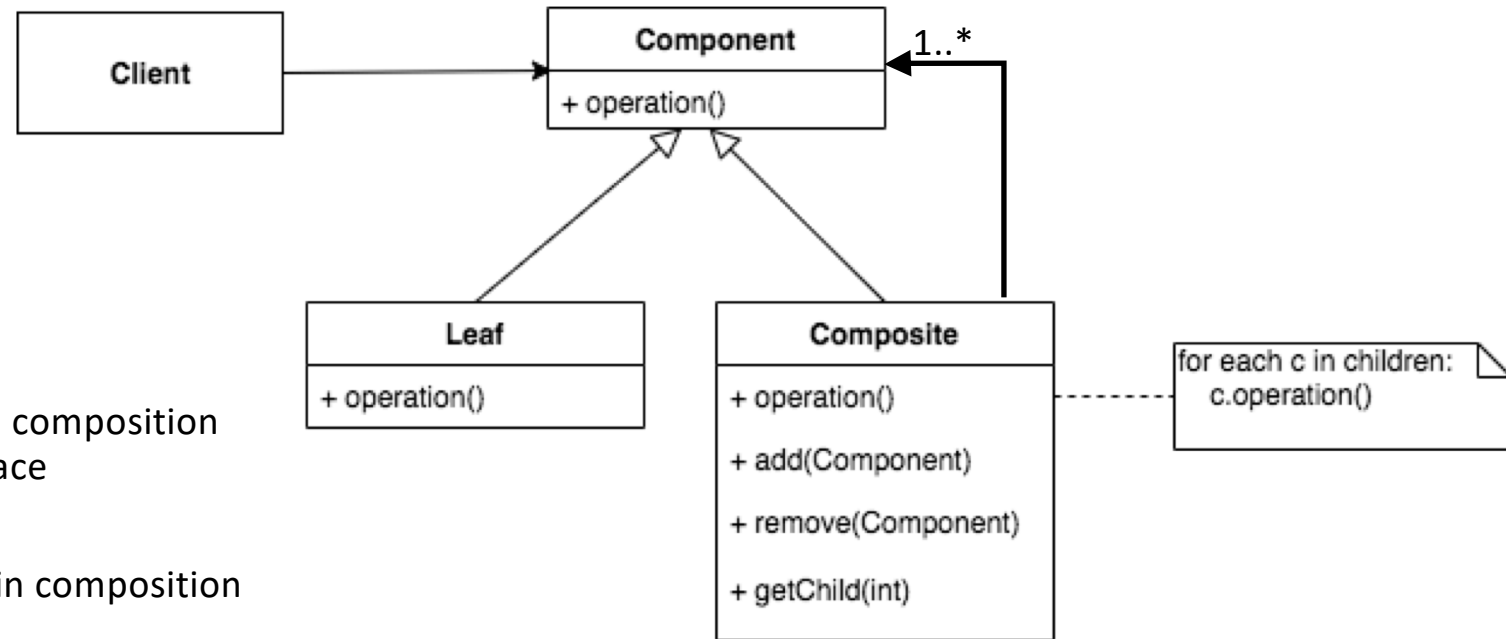 Client
Component
+ operation()
1..*
Leaf
+ operation()
Composite
+ operation()
+ add(Component)
+ remove(Component)
+ getChild(int)
for each c in children:
c.operation()
composition
ace
in composition